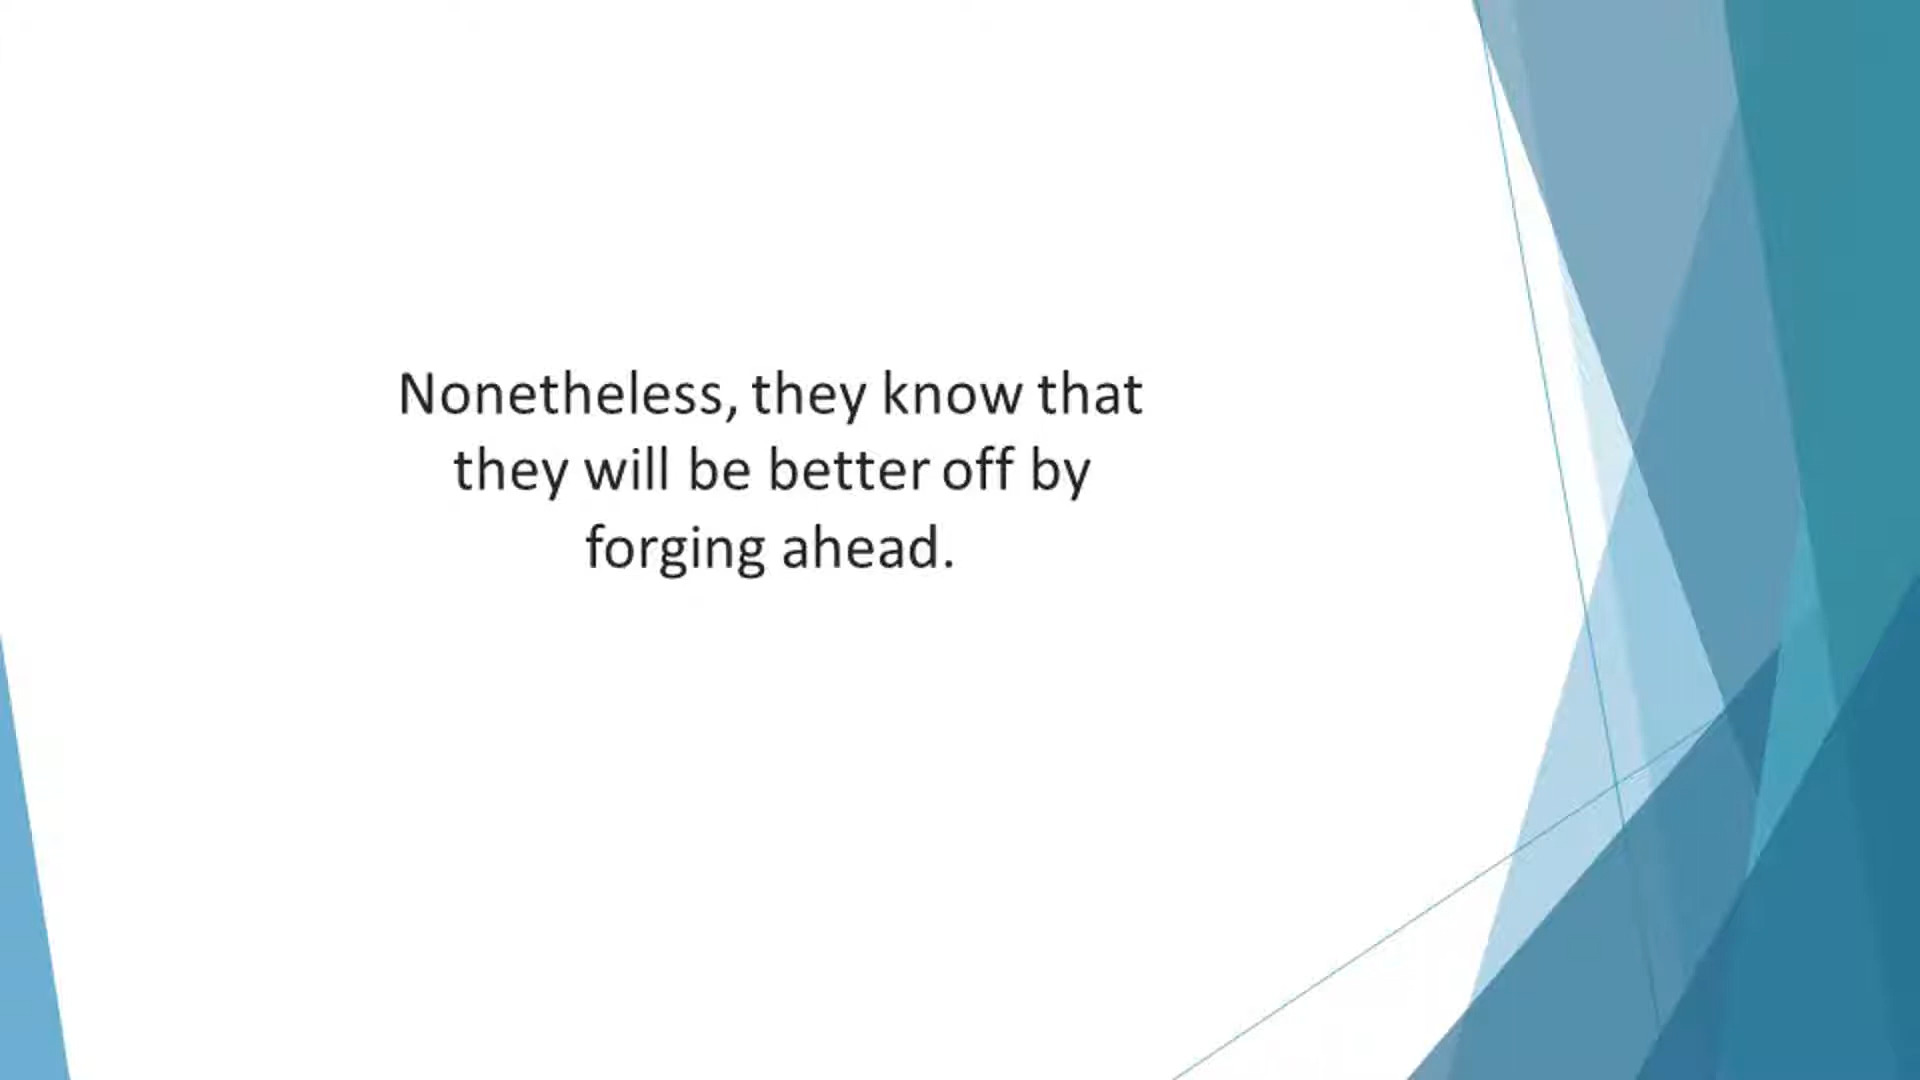 Nonetheless, they know that
they will be better off by
forging ahead.